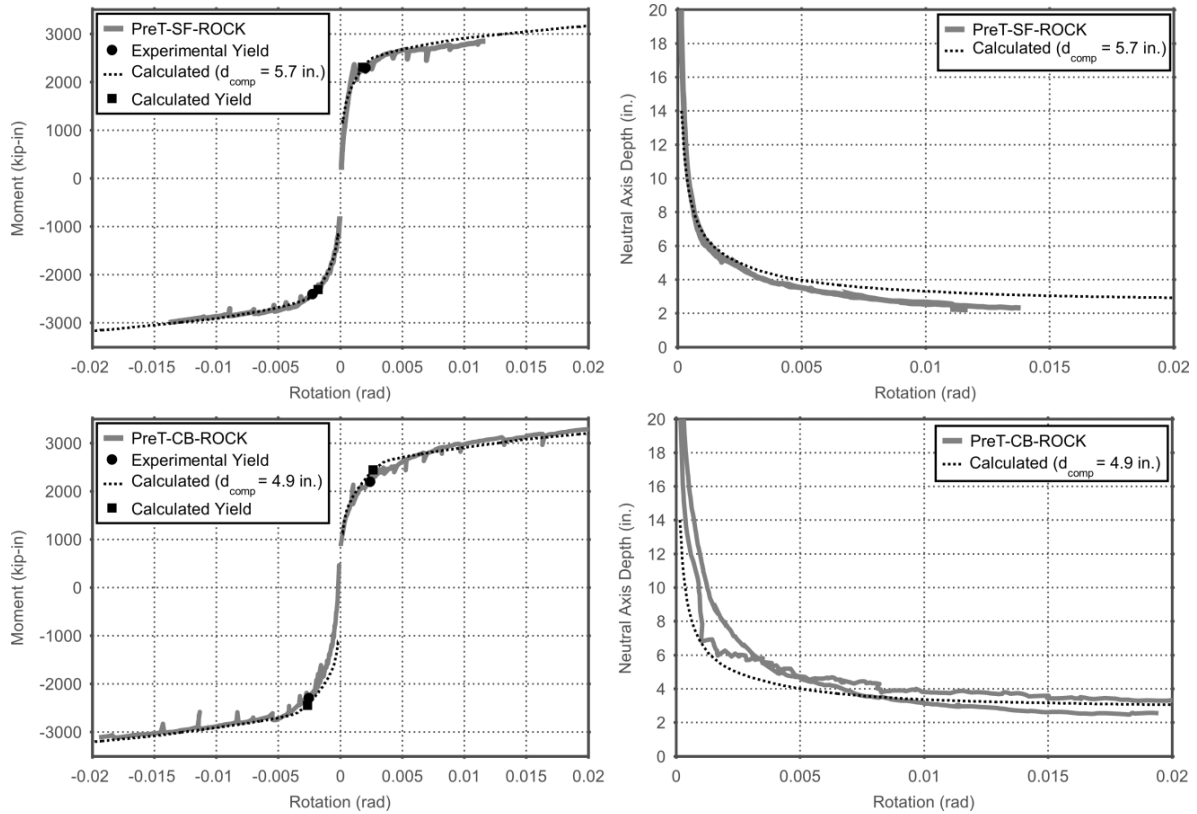 PreT-SF-ROCK
Experimental Yield
Calculated (d_comp = 5.7 in.)
Calculated Yield
3000
2000
1000
0
-1000
-2000
-3000
Moment (kip-in)
-0.02 -0.015 -0.01 -0.005 0 0.005 0.01 0.015 0.02
Rotation (rad)
PreT-SF-ROCK
Calculated (d_comp = 5.7 in.)
20
18
16
14
12
10
8
6
4
2
0
Neutral Axis Depth (in.)
0 0.005 0.01 0.015 0.02
Rotation (rad)
PreT-CB-ROCK
Experimental Yield
Calculated (d_comp = 4.9 in.)
Calculated Yield
3000
2000
1000
0
-1000
-2000
-3000
Moment (kip-in)
-0.02 -0.015 -0.01 -0.005 0 0.005 0.01 0.015 0.02
Rotation (rad)
PreT-CB-ROCK
Calculated (d_comp = 4.9 in.)
20
18
16
14
12
10
8
6
4
2
0
Neutral Axis Depth (in.)
0 0.005 0.01 0.015 0.02
Rotation (rad)